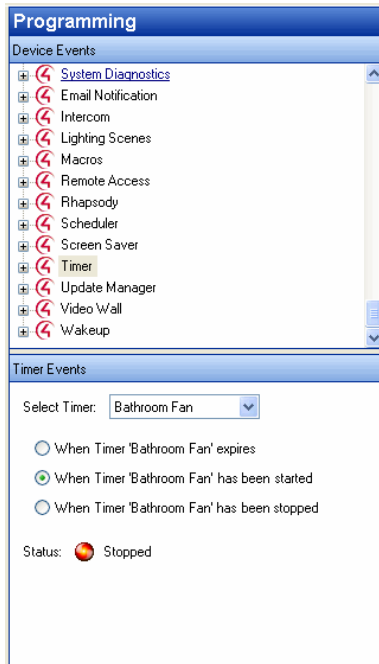 Programming
Device Events
System Diagnostics
Email Notification
Intercom
Lighting Scenes
Macros
Remote Access
Rhapsody
Scheduler
Screen Saver
Timer
Update Manager
Video Wall
Wakeup
Timer Events
Select Timer: Bathroom Fan
When Timer 'Bathroom Fan' expires
When Timer 'Bathroom Fan' has been started
When Timer 'Bathroom Fan' has been stopped
Status: Stopped